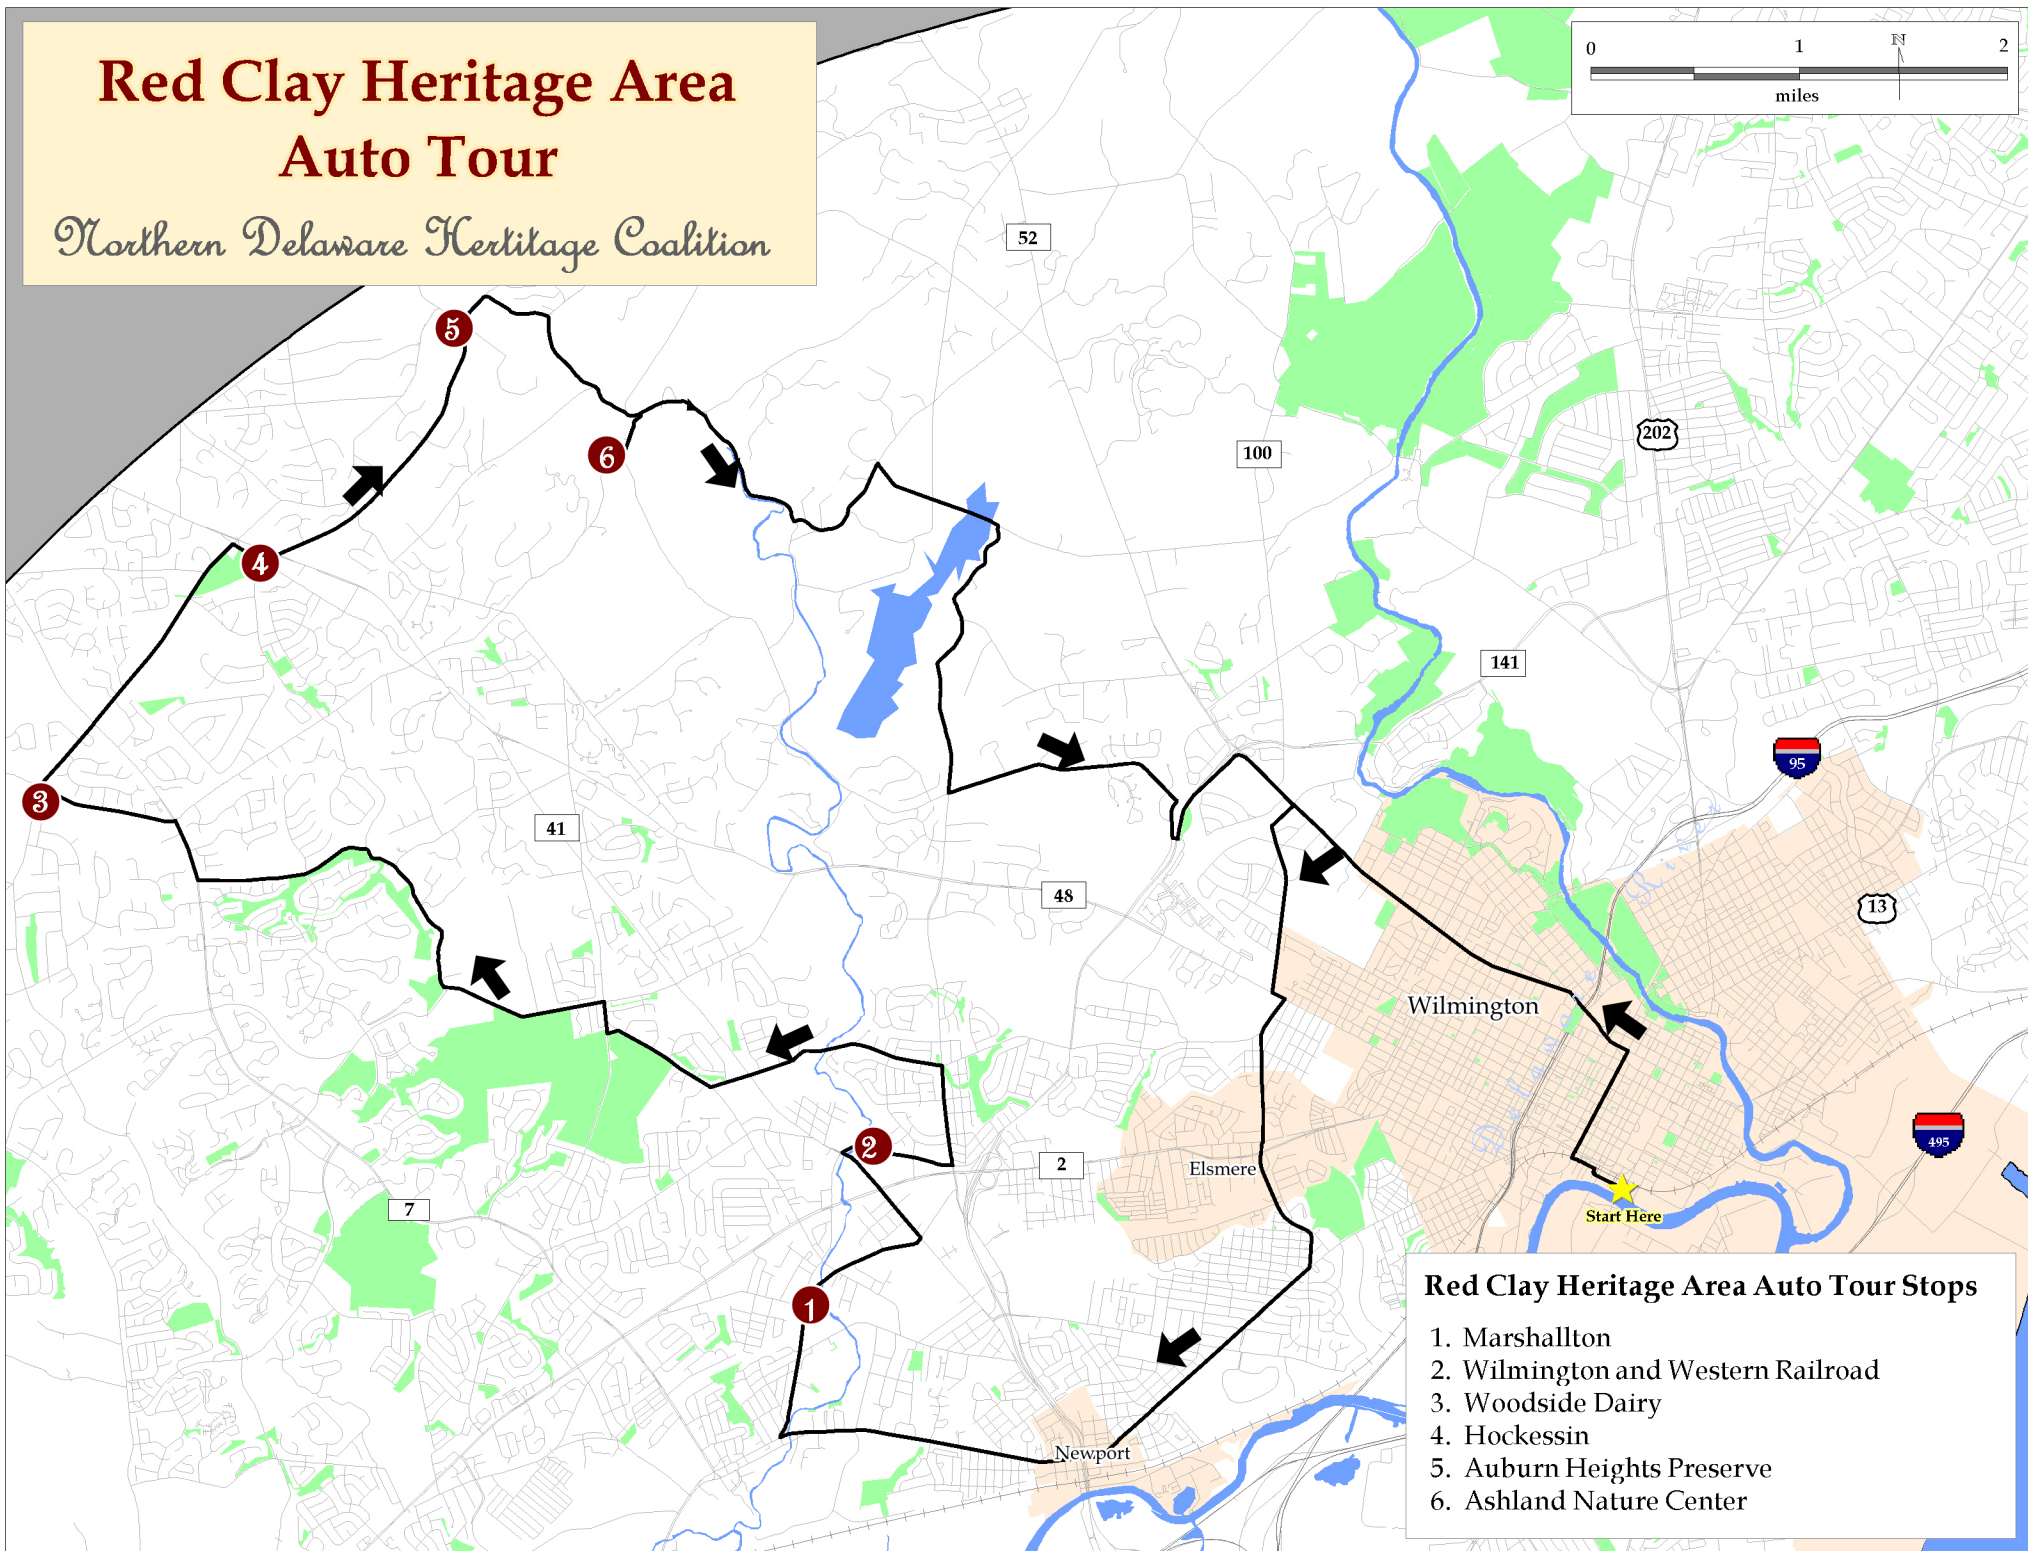 Red Clay Heritage Area
Auto Tour
Northern Delaware Hertitage Coalition
0 1 2
N
miles
52
5
202
6
100
4
141
95
3
41
48
13
Delaware River
Wilmington
495
2
2
Elsmere
7
Start Here
1
Newport
Red Clay Heritage Area Auto Tour Stops
1. Marshallton
2. Wilmington and Western Railroad
3. Woodside Dairy
4. Hockessin
5. Auburn Heights Preserve
6. Ashland Nature Center